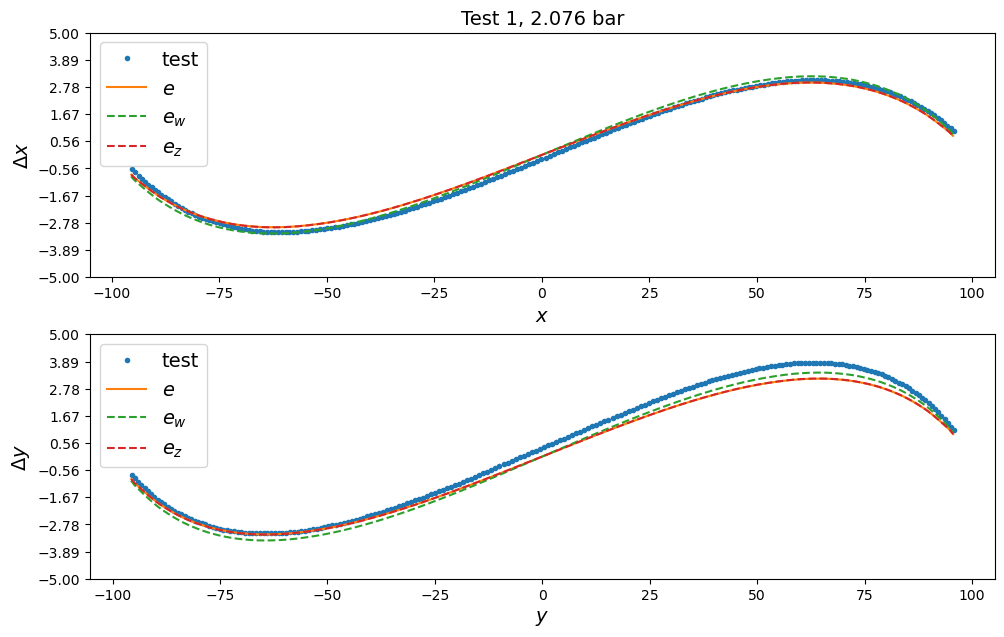 Test 1, 2.076 bar
5.00
3.89
2.78
1.67
0.56
−0.56
−1.67
−2.78
−3.89
−5.00
Δx
test
e
e_w
e_z
−100
−75
−50
−25
0
25
50
75
100
x
5.00
3.89
2.78
1.67
0.56
−0.56
−1.67
−2.78
−3.89
−5.00
Δy
test
e
e_w
e_z
−100
−75
−50
−25
0
25
50
75
100
y